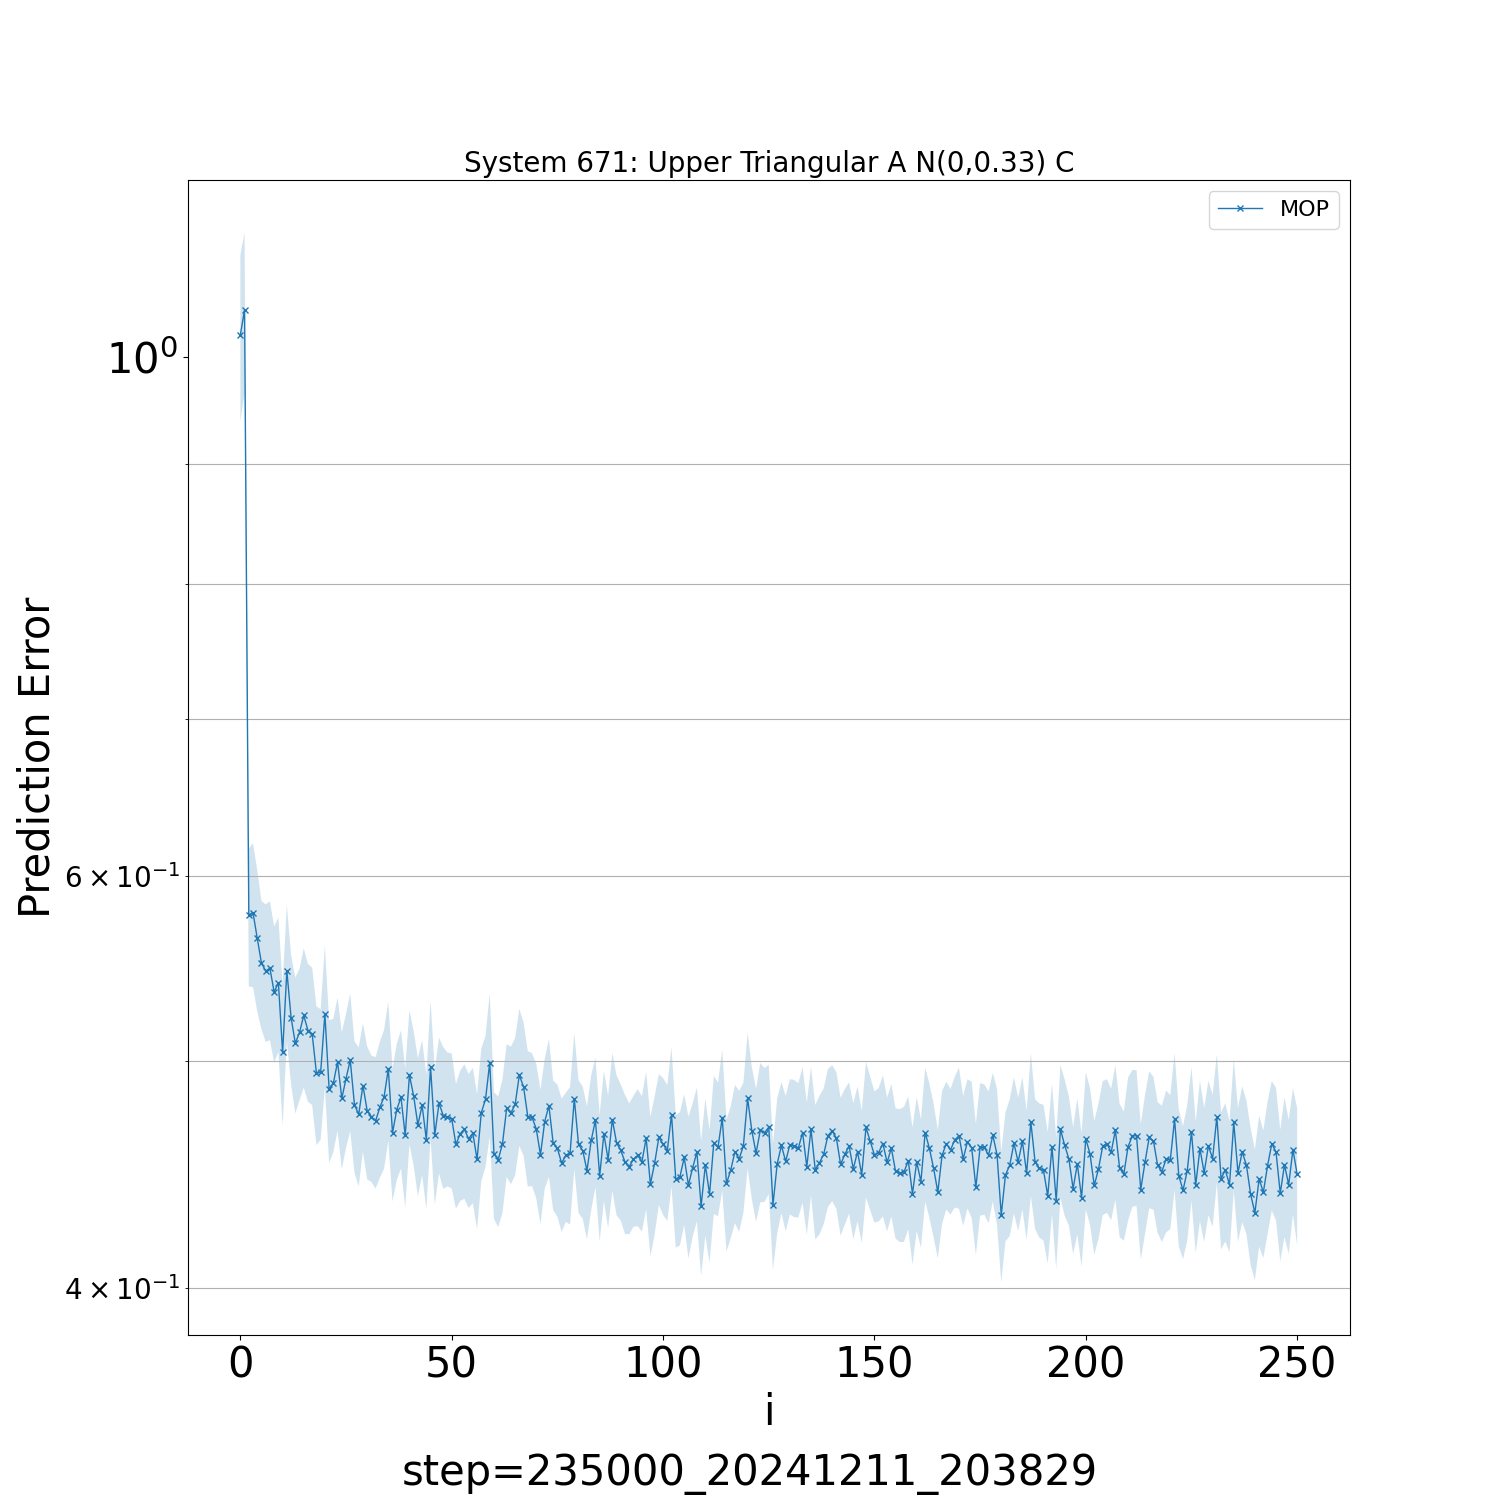 System 671: Upper Triangular A N(0,0.33) C
MOP
Prediction Error
10⁰
6 × 10⁻¹
4 × 10⁻¹
0 50 100 150 200 250
i
step=235000_20241211_203829